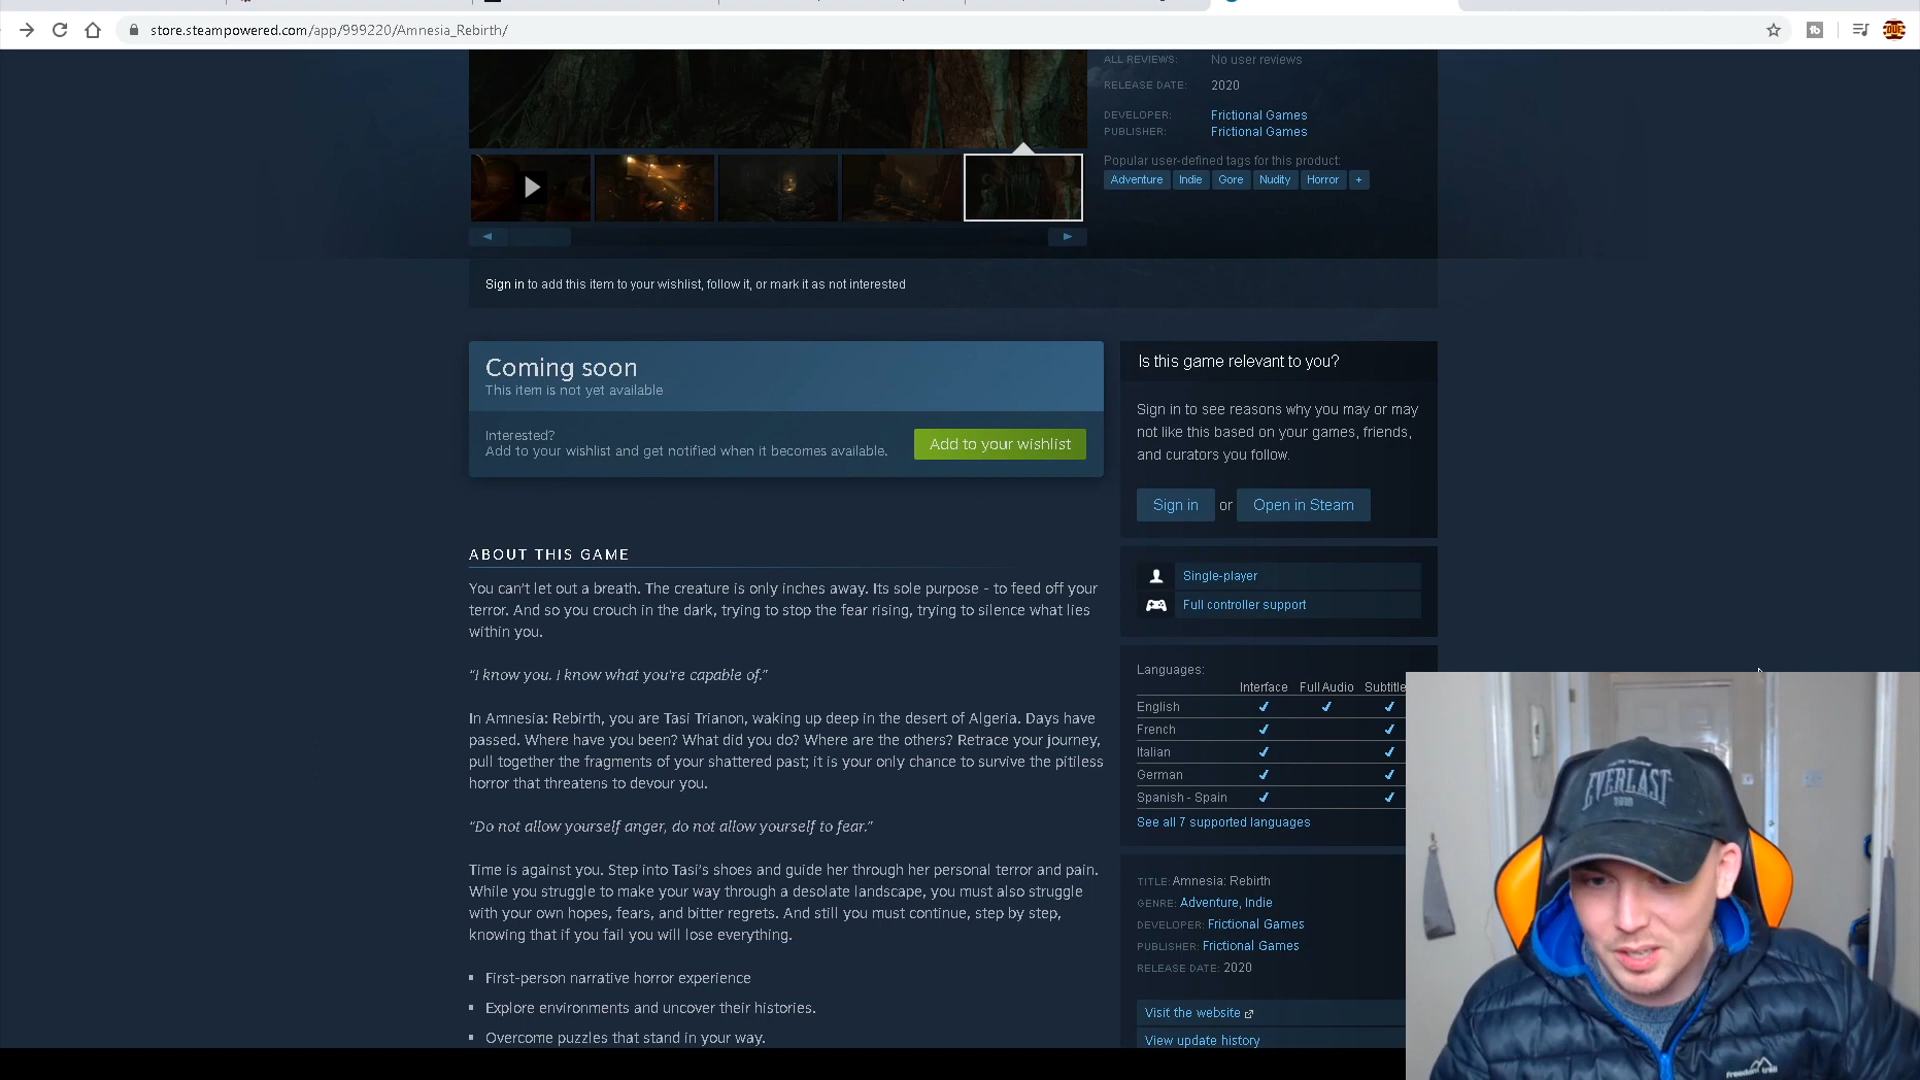 store.steampowered.com/app/999220/Amnesia_Rebirth/
ALL REVIEWS: No user reviews
RELEASE DATE: 2020
DEVELOPER: Frictional Games
PUBLISHER: Frictional Games
Popular user-defined tags for this product:
Adventure Indie Gore Nudity Horror +
Sign in to add this item to your wishlist, follow it, or mark it as not interested
Coming soon
This item is not yet available
Interested?
Add to your wishlist and get notified when it becomes available.
Add to your wishlist
Is this game relevant to you?
Sign in to see reasons why you may or may
not like this based on your games, friends,
and curators you follow.
Sign in or Open in Steam
ABOUT THIS GAME
You can't let out a breath. The creature is only inches away. Its sole purpose - to feed off your
terror. And so you crouch in the dark, trying to stop the fear rising, trying to silence what lies
within you.
“I know you. I know what you're capable of.”
In Amnesia: Rebirth, you are Tasi Trianon, waking up deep in the desert of Algeria. Days have
passed. Where have you been? What did you do? Where are the others? Retrace your journey,
pull together the fragments of your shattered past; it is your only chance to survive the pitiless
horror that threatens to devour you.
“Do not allow yourself anger, do not allow yourself to fear.”
Time is against you. Step into Tasi's shoes and guide her through her personal terror and pain.
While you struggle to make your way through a desolate landscape, you must also struggle
with your own hopes, fears, and bitter regrets. And still you must continue, step by step,
knowing that if you fail you will lose everything.
First-person narrative horror experience
Explore environments and uncover their histories.
Overcome puzzles that stand in your way.
Single-player
Full controller support
Languages:
Interface Full Audio Subtitle
English
French
Italian
German
Spanish - Spain
See all 7 supported languages
TITLE: Amnesia: Rebirth
GENRE: Adventure, Indie
DEVELOPER: Frictional Games
PUBLISHER: Frictional Games
RELEASE DATE: 2020
Visit the website
View update history
EVERLAST
1910